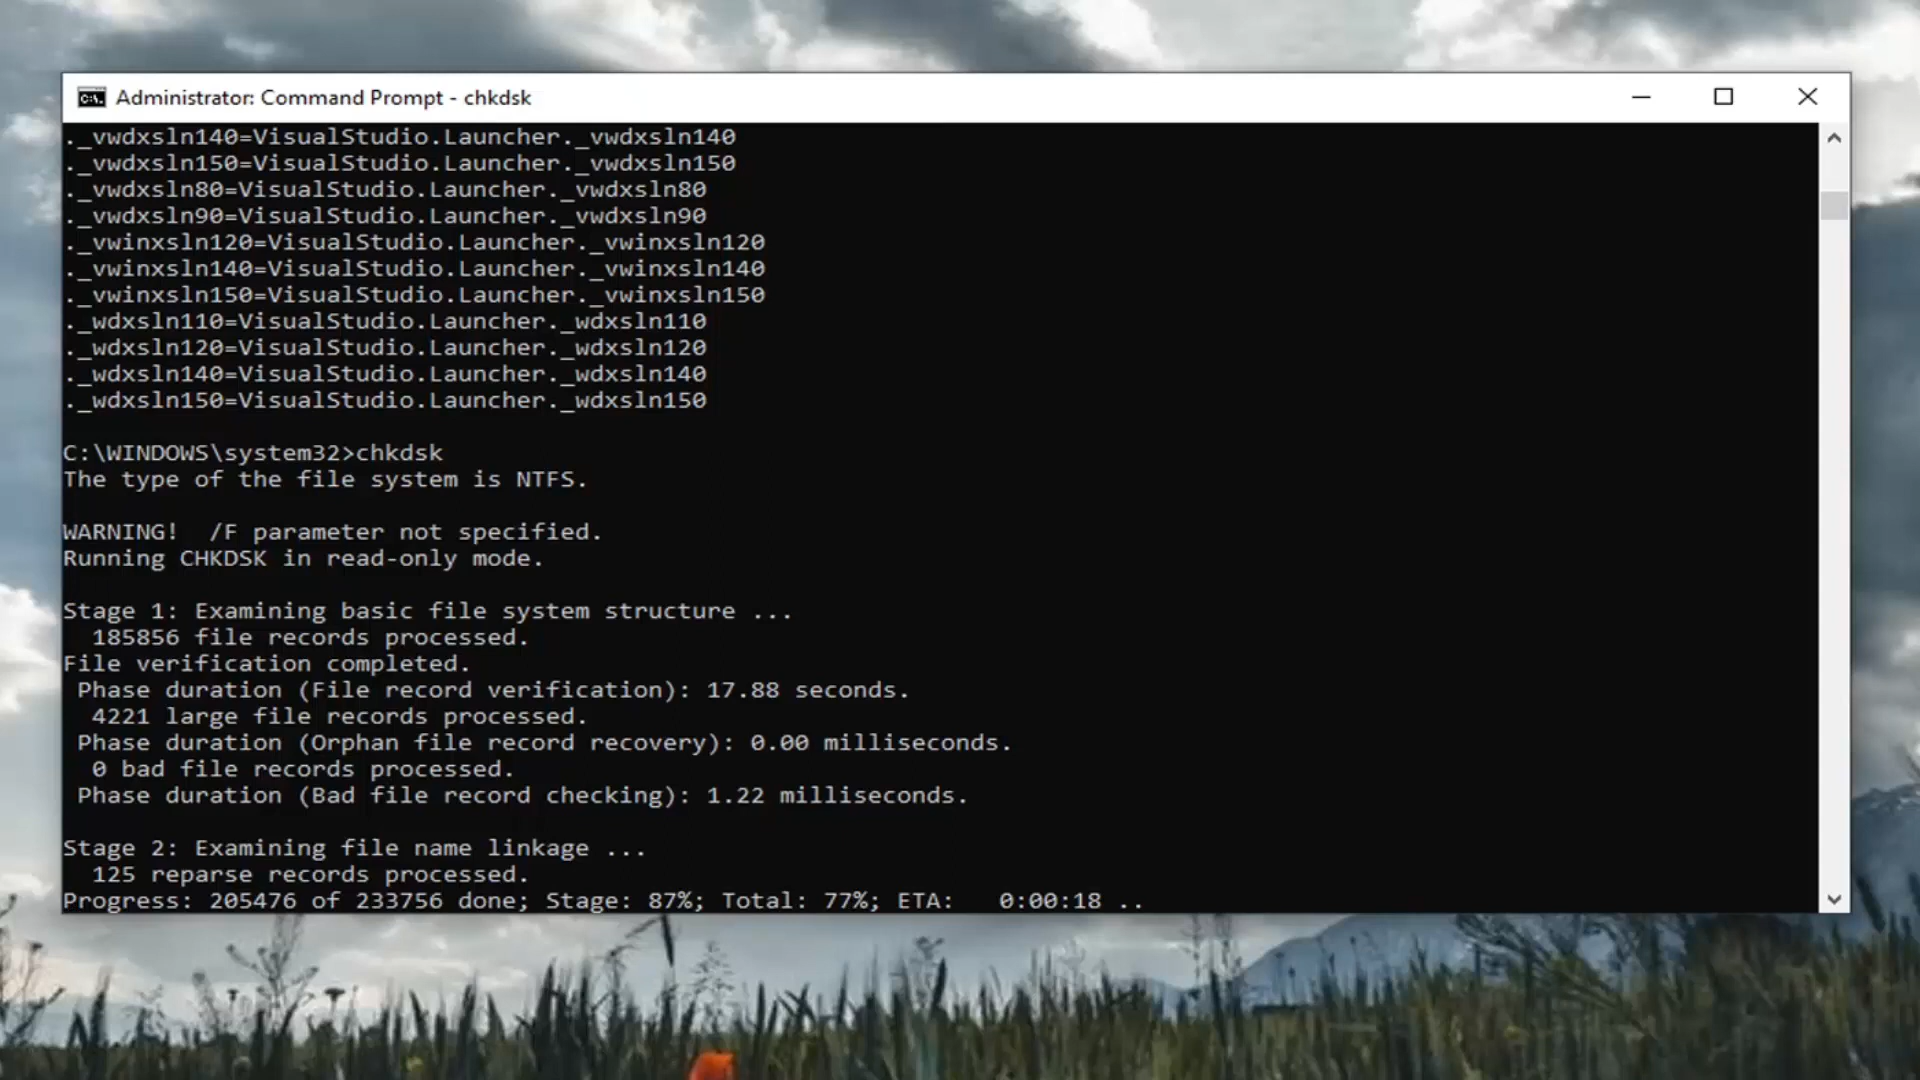 Administrator: Command Prompt - chkdsk
._vwdxsln140=VisualStudio.Launcher._vwdxsln140
._vwdxsln150=VisualStudio.Launcher._vwdxsln150
._vwdxsln80=VisualStudio.Launcher._vwdxsln80
._vwdxsln90=VisualStudio.Launcher._vwdxsln90
._vwinxsln120=VisualStudio.Launcher._vwinxsln120
._vwinxsln140=VisualStudio.Launcher._vwinxsln140
._vwinxsln150=VisualStudio.Launcher._vwinxsln150
._wdxsln110=VisualStudio.Launcher._wdxsln110
._wdxsln120=VisualStudio.Launcher._wdxsln120
._wdxsln140=VisualStudio.Launcher._wdxsln140
._wdxsln150=VisualStudio.Launcher._wdxsln150
C:\WINDOWS\system32>chkdsk
The type of the file system is NTFS.
WARNING!  /F parameter not specified.
Running CHKDSK in read-only mode.
Stage 1: Examining basic file system structure ...
  185856 file records processed.
File verification completed.
 Phase duration (File record verification): 17.88 seconds.
  4221 large file records processed.
 Phase duration (Orphan file record recovery): 0.00 milliseconds.
  0 bad file records processed.
 Phase duration (Bad file record checking): 1.22 milliseconds.
Stage 2: Examining file name linkage ...
  125 reparse records processed.
Progress: 205476 of 233756 done; Stage: 87%; Total: 77%; ETA:   0:00:18 ..